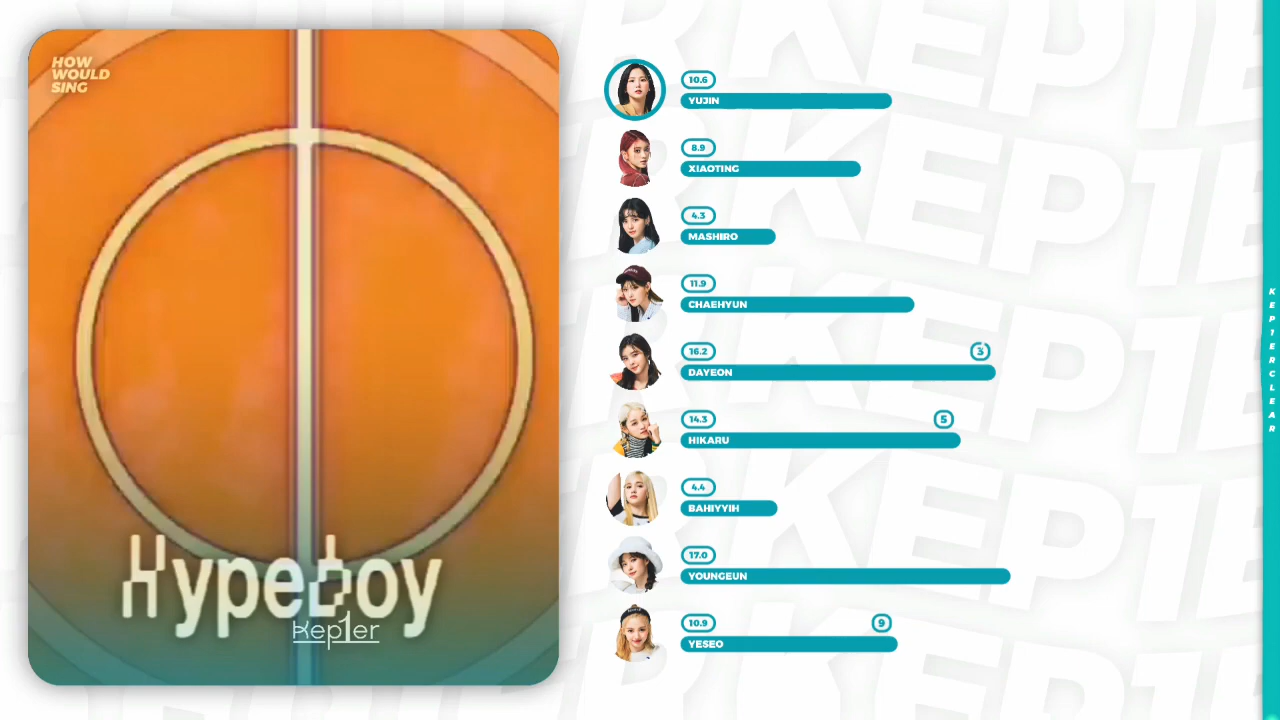 HOW
WOULD
SING
Hypeboy
Kep1er
10.6
YUJIN
8.9
XIAOTING
4.3
MASHIRO
11.9
CHAEHYUN
16.2
3
DAYEON
14.3
5
HIKARU
4.4
BAHIYYIH
17.0
YOUNGEUN
10.9
9
YESEO
KEP1ERCLEAR